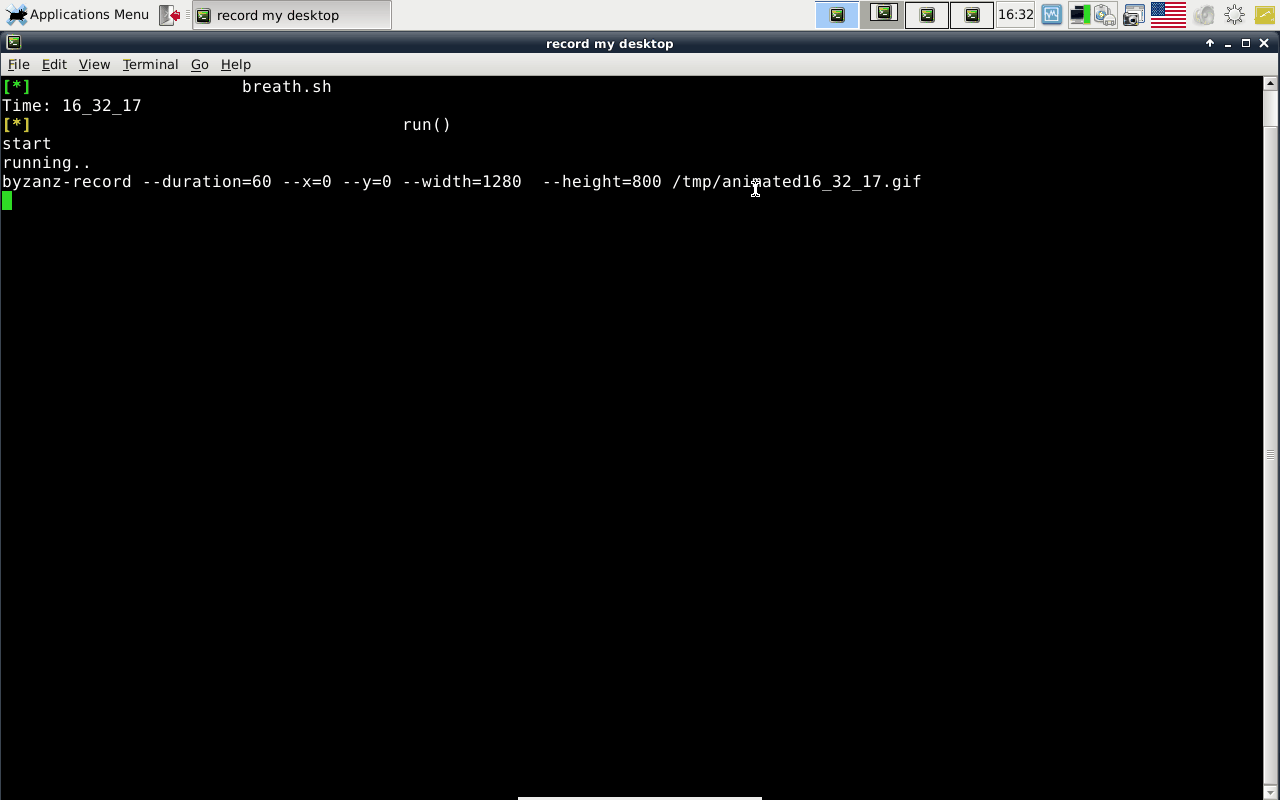 Applications Menu record my desktop 16:32
record my desktop
File Edit View Terminal Go Help
[*] breath.sh
Time: 16_32_17
[*] run()
start
running..
byzanz-record --duration=60 --x=0 --y=0 --width=1280  --height=800 /tmp/animated16_32_17.gif